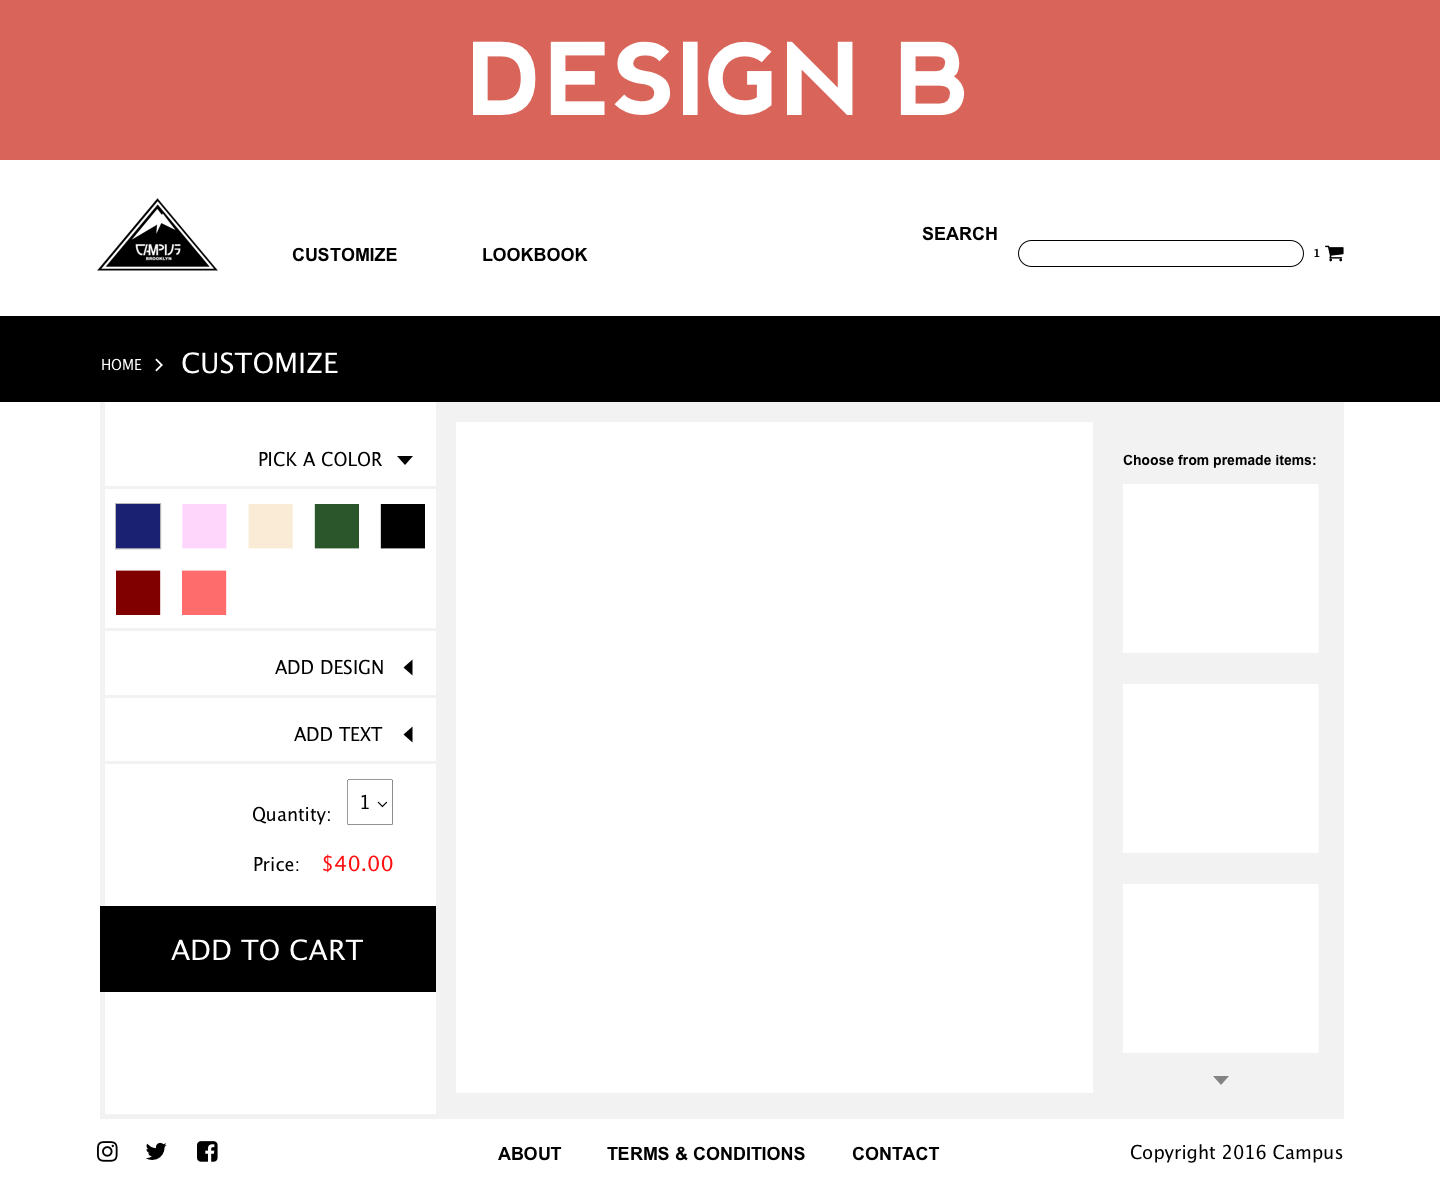 DESIGN B
CAMPUS
BROOKLYN
CUSTOMIZE
LOOKBOOK
SEARCH
1
HOME
CUSTOMIZE
PICK A COLOR
ADD DESIGN
ADD TEXT
Quantity: 1
Price: $40.00
ADD TO CART
Choose from premade items:
ABOUT
TERMS & CONDITIONS
CONTACT
Copyright 2016 Campus